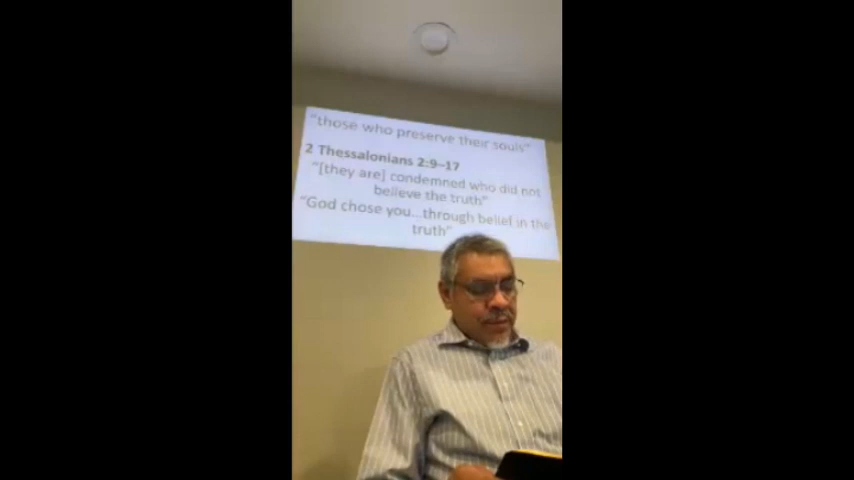 “those who preserve their souls”
2 Thessalonians 2:9–17
“[they are] condemned who did not
believe the truth”
“God chose you...through belief in the
truth”